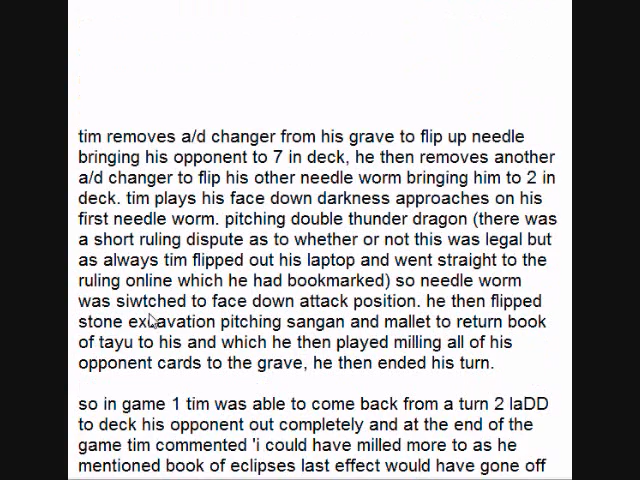 tim removes a/d changer from his grave to flip up needle
bringing his opponent to 7 in deck, he then removes another
a/d changer to flip his other needle worm bringing him to 2 in
deck. tim plays his face down darkness approaches on his
first needle worm. pitching double thunder dragon (there was
a short ruling dispute as to whether or not this was legal but
as always tim flipped out his laptop and went straight to the
ruling online which he had bookmarked) so needle worm
was siwtched to face down attack position. he then flipped
stone excavation pitching sangan and mallet to return book
of tayu to his and which he then played milling all of his
opponent cards to the grave, he then ended his turn.
so in game 1 tim was able to come back from a turn 2 laDD
to deck his opponent out completely and at the end of the
game tim commented 'i could have milled more to as he
mentioned book of eclipses last effect would have gone off